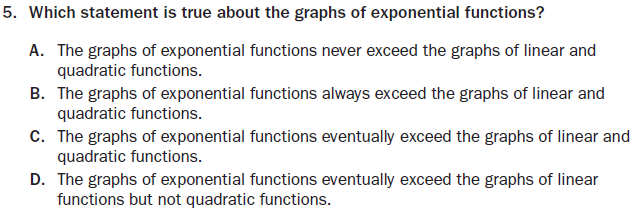 5. Which statement is true about the graphs of exponential functions?
A. The graphs of exponential functions never exceed the graphs of linear and
quadratic functions.
B. The graphs of exponential functions always exceed the graphs of linear and
quadratic functions.
C. The graphs of exponential functions eventually exceed the graphs of linear and
quadratic functions.
D. The graphs of exponential functions eventually exceed the graphs of linear
functions but not quadratic functions.